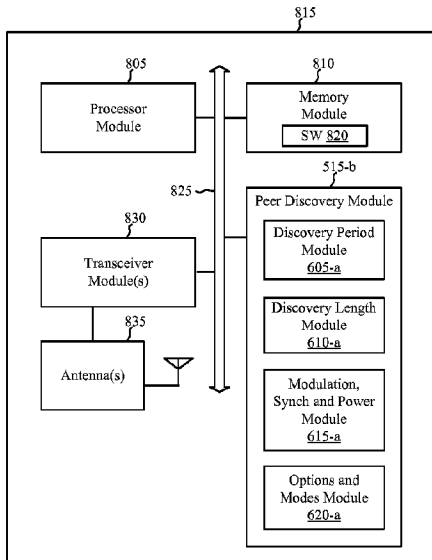 815
805
Processor
Module
810
Memory
Module
SW 820
825
515-b
Peer Discovery Module
Discovery Period
Module
605-a
Discovery Length
Module
610-a
Modulation,
Synch and Power
Module
615-a
Options and
Modes Module
620-a
830
Transceiver
Module(s)
835
Antenna(s)